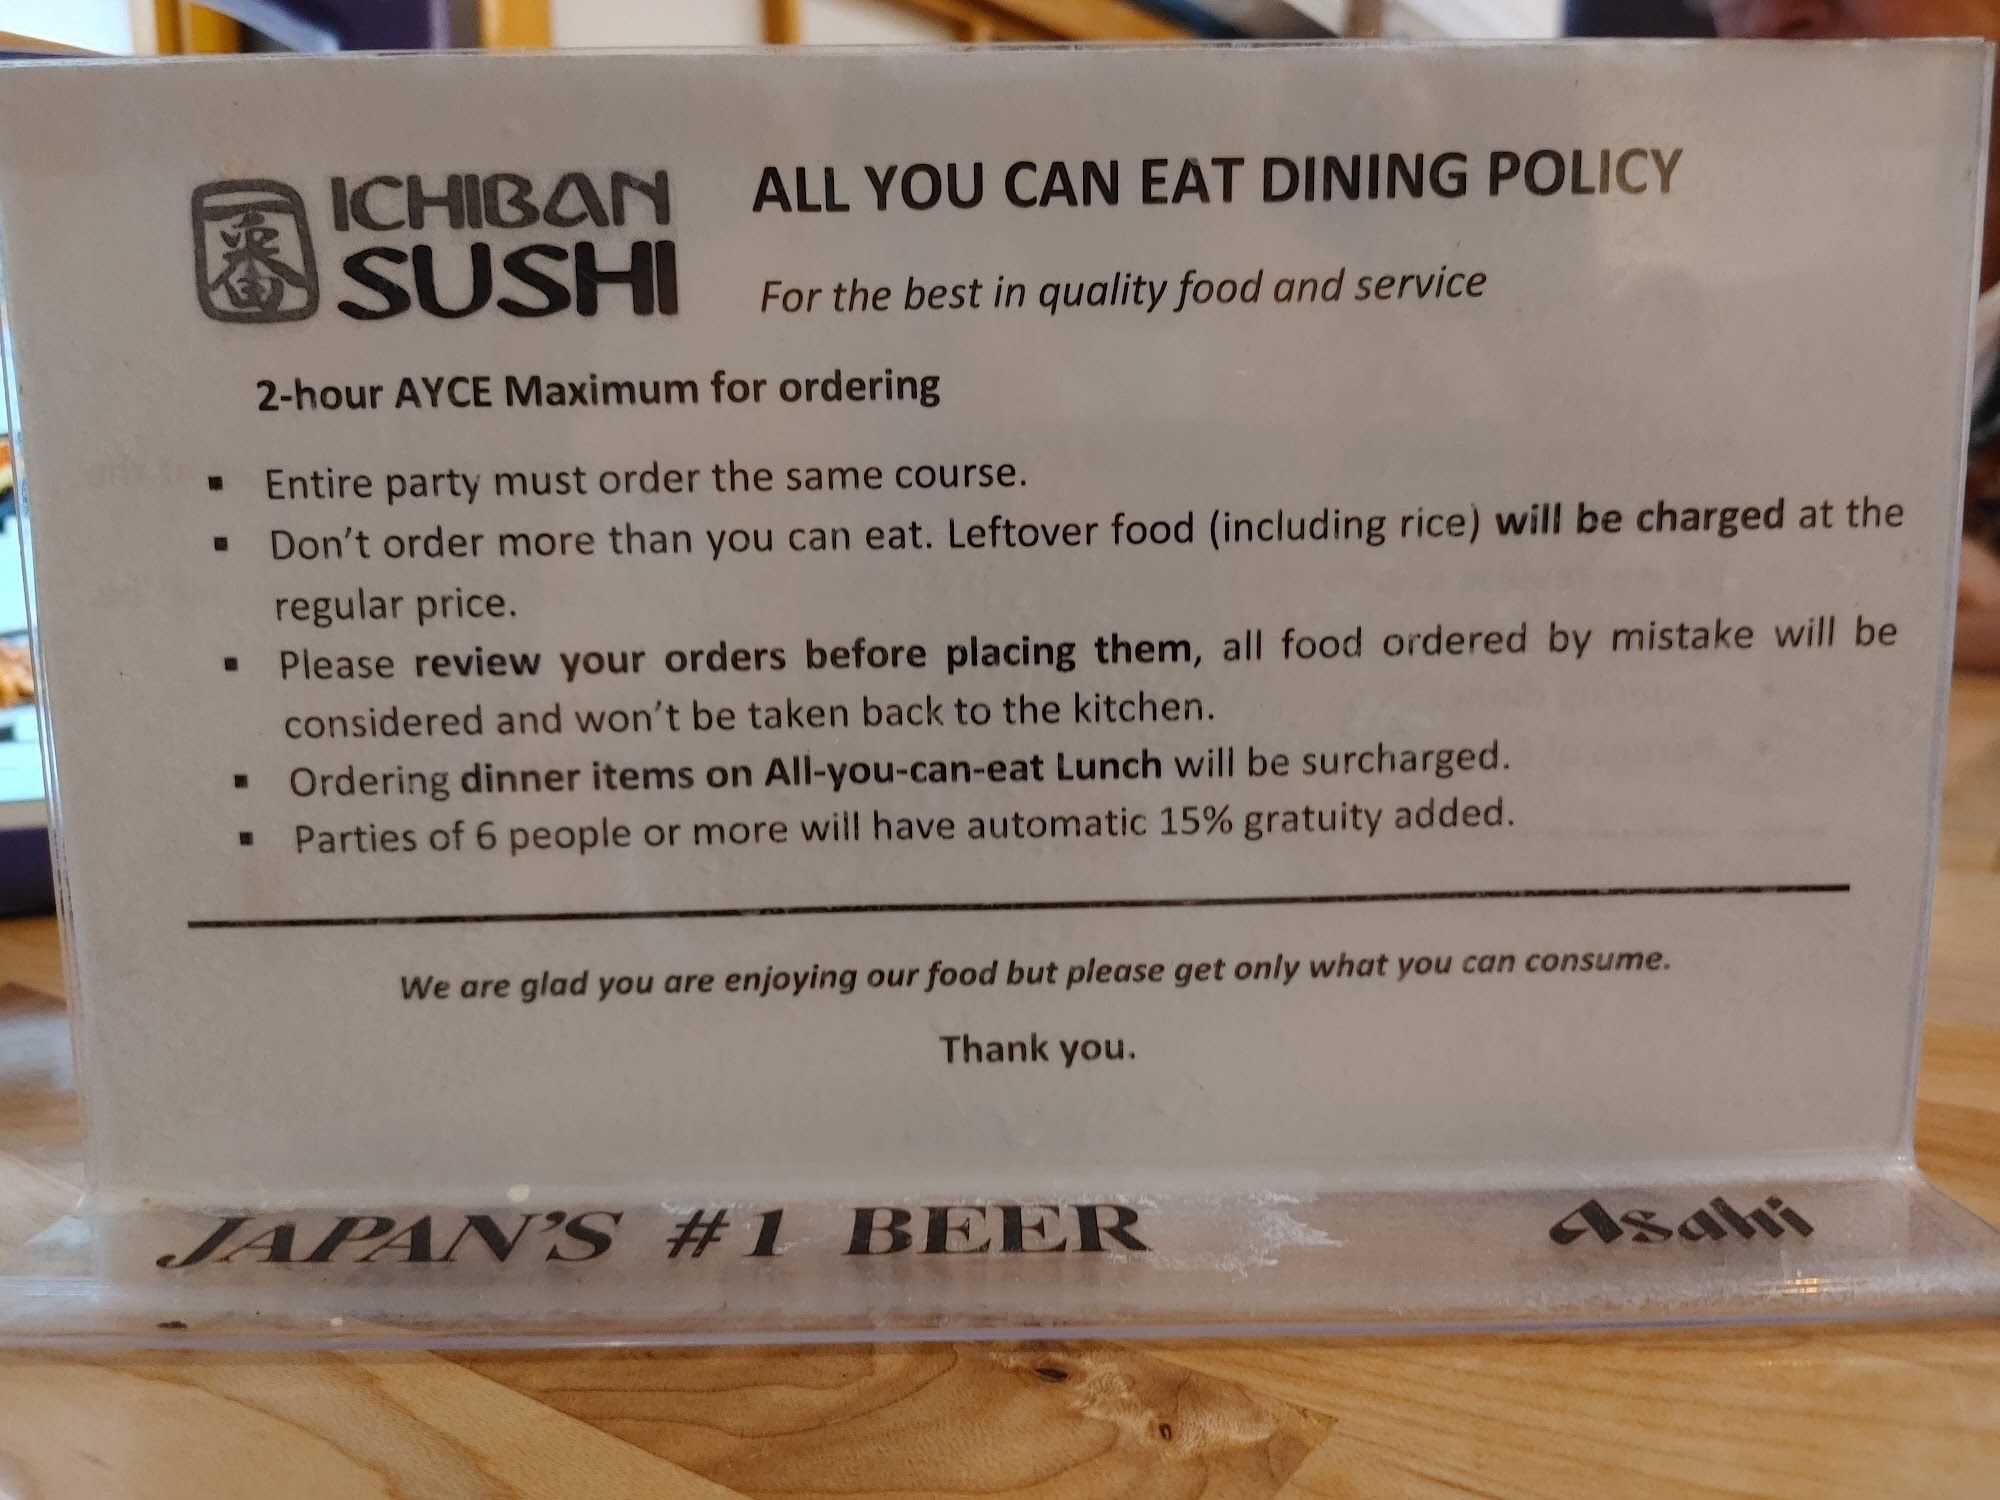 一番
ICHIBAN
SUSHI
ALL YOU CAN EAT DINING POLICY
For the best in quality food and service
2-hour AYCE Maximum for ordering
▪ Entire party must order the same course.
▪ Don't order more than you can eat. Leftover food (including rice) will be charged at the
regular price.
▪ Please review your orders before placing them, all food ordered by mistake will be
considered and won't be taken back to the kitchen.
▪ Ordering dinner items on All-you-can-eat Lunch will be surcharged.
▪ Parties of 6 people or more will have automatic 15% gratuity added.
We are glad you are enjoying our food but please get only what you can consume.
Thank you.
JAPAN'S #1 BEER
Asahi